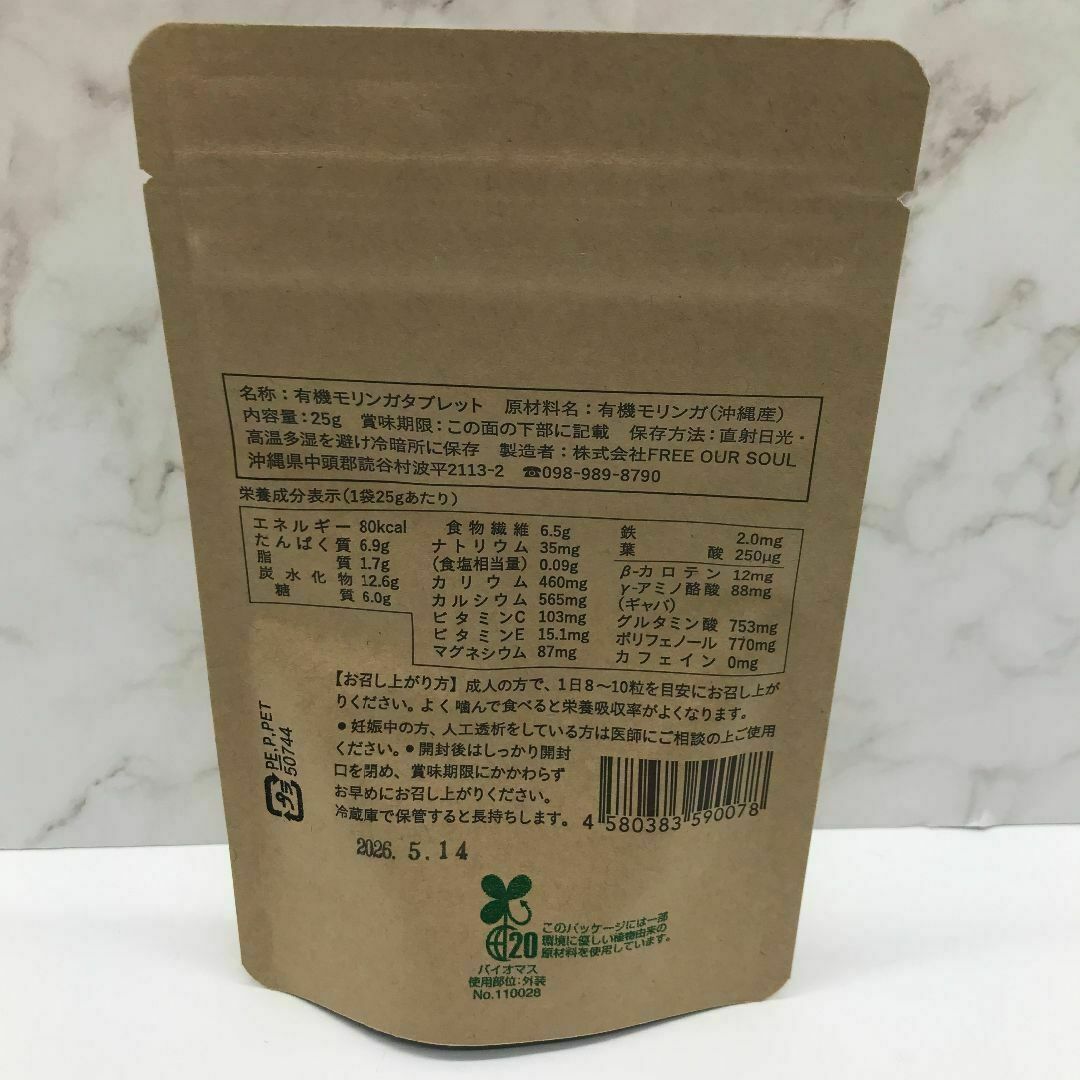 名称：有機モリンガタブレット　原材料名：有機モリンガ(沖縄産)
内容量：25g　賞味期限：この面の下部に記載　保存方法：直射日光・
高温多湿を避け冷暗所に保存　製造者：株式会社FREE OUR SOUL
沖縄県中頭郡読谷村波平2113-2　☎098-989-8790
栄養成分表示(1袋25gあたり)
エネルギー 80kcal
たんぱく質 6.9g
脂質 1.7g
炭水化物 12.6g
糖質 6.0g
食物繊維 6.5g
ナトリウム 35mg
(食塩相当量) 0.09g
カリウム 460mg
カルシウム 565mg
ビタミンC 103mg
ビタミンE 15.1mg
マグネシウム 87mg
鉄 2.0mg
葉酸 250μg
β-カロテン 12mg
γ-アミノ酪酸 88mg
(ギャバ)
グルタミン酸 753mg
ポリフェノール 770mg
カフェイン 0mg
【お召し上がり方】成人の方で、1日8〜10粒を目安にお召し上が
りください。よく噛んで食べると栄養吸収率がよくなります。
●妊娠中の方、人工透析をしている方は医師にご相談の上ご使用
ください。●開封後はしっかり開封
口を閉め、賞味期限にかかわらず
お早めにお召し上がりください。
冷蔵庫で保管すると長持ちします。
4 580383 590078
プラ
PE,P,PET
50744
2026. 5.14
20
バイオマス
使用部位：外装
No.110028
このパッケージには一部
環境に優しい植物由来の
原材料を使用しています。